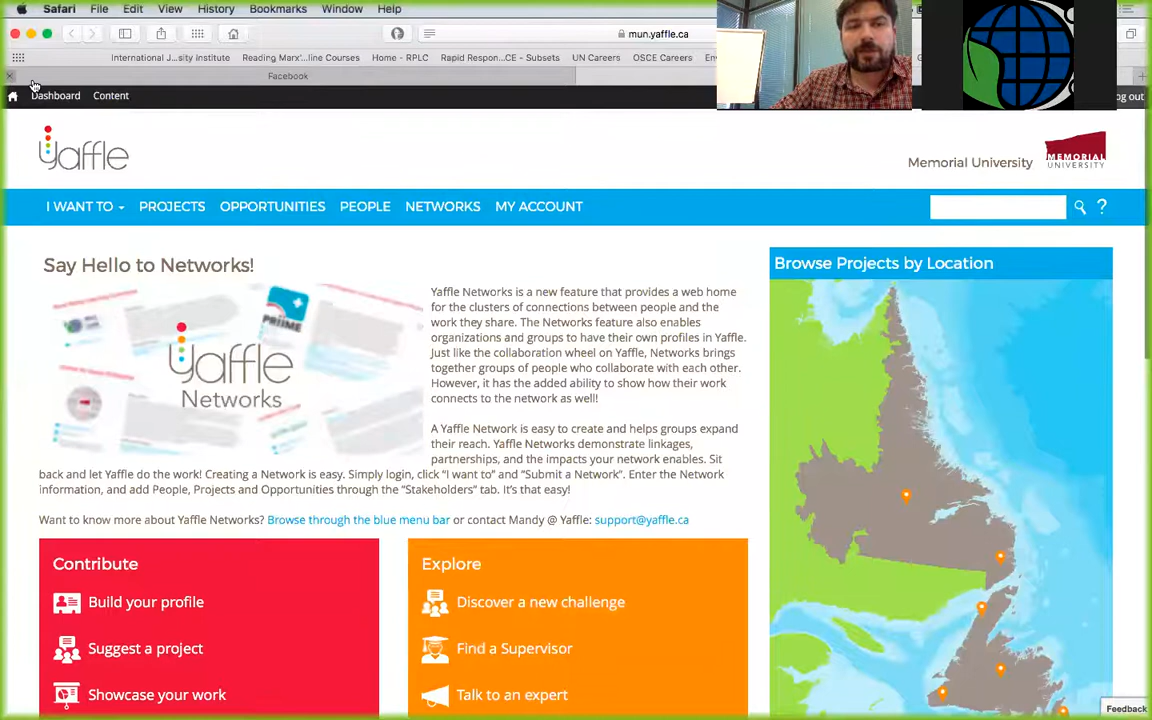 Safari File Edit View History Bookmarks Window Help
mun.yaffle.ca
International J...sity Institute Reading Marx'...line Courses Home - RPLC Rapid Respon...CE - Subsets UN Careers OSCE Careers
Facebook
Dashboard Content og out
yaffle
Memorial University
MEMORIAL
UNIVERSITY
I WANT TO PROJECTS OPPORTUNITIES PEOPLE NETWORKS MY ACCOUNT ?
Say Hello to Networks!
PRIIME
yaffle
Networks
Yaffle Networks is a new feature that provides a web home
for the clusters of connections between people and the
work they share. The Networks feature also enables
organizations and groups to have their own profiles in Yaffle.
Just like the collaboration wheel on Yaffle, Networks brings
together groups of people who collaborate with each other.
However, it has the added ability to show how their work
connects to the network as well!
A Yaffle Network is easy to create and helps groups expand
their reach. Yaffle Networks demonstrate linkages,
partnerships, and the impacts your network enables. Sit
back and let Yaffle do the work! Creating a Network is easy. Simply login, click "I want to" and "Submit a Network". Enter the Network
information, and add People, Projects and Opportunities through the "Stakeholders" tab. It's that easy!
Want to know more about Yaffle Networks? Browse through the blue menu bar or contact Mandy @ Yaffle: support@yaffle.ca
Contribute
Build your profile
Suggest a project
Showcase your work
Explore
Discover a new challenge
Find a Supervisor
Talk to an expert
Browse Projects by Location
Feedback